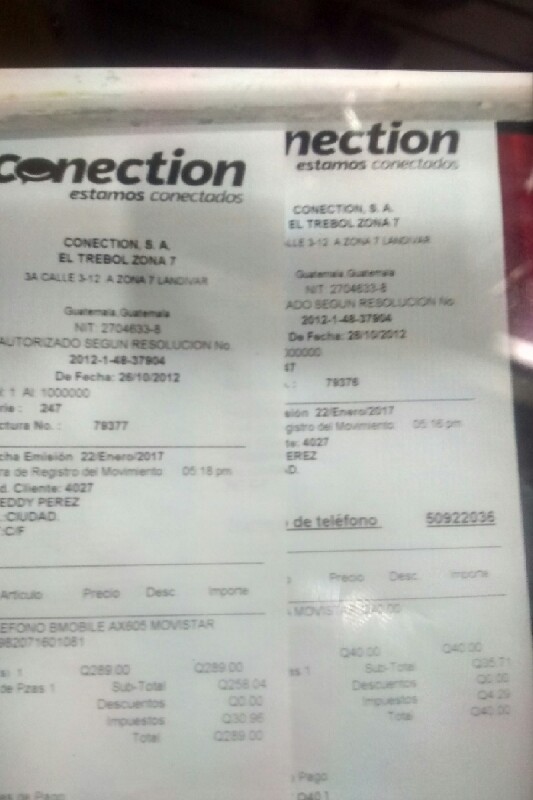 Conection
estamos conectados
CONECTION, S. A.
EL TREBOL ZONA 7
3A CALLE 3-12 A ZONA 7 LANDIVAR
Guatemala, Guatemala
NIT: 2704633-8
AUTORIZADO SEGUN RESOLUCION No.
2012-1-48-37904
De Fecha: 26/10/2012
1 Al: 1000000
rie : 247
ctura No. : 79377
cha Emisión 22/Enero/2017
ra de Registro del Movimiento: 05:18 pm
d. Cliente: 4027
EDDY PEREZ
.:CIUDAD.
:C/F
Articulo Precio Desc. Importe
EFONO BMOBILE AX605 MOVISTAR
982071601081
s) 1 Q289.00 Q289.00
de Pzas 1 Sub-Total Q258.04
Descuentos Q0.00
Impuestos Q30.96
Total Q289.00
es de Pago
nection
estamos conectados
CONECTION, S. A.
EL TREBOL ZONA 7
LLE 3-12 A ZONA 7 LANDIVAR
Guatemala, Guatemala
NIT: 2704633-8
ADO SEGUN RESOLUCION No.
2012-1-48-37904
De Fecha: 26/10/2012
000000
47
.: 79376
sión 22/Enero/2017
gistro del Movimiento: 05:16 pm
te: 4027
EREZ
D.
de teléfono 50922036
Precio Desc. Importe
MOVISTAR Q40.00
Q40.00 Q40.00
as 1 Sub-Total Q35.71
Descuentos Q0.00
Impuestos Q4.29
Total Q40.00
Pago